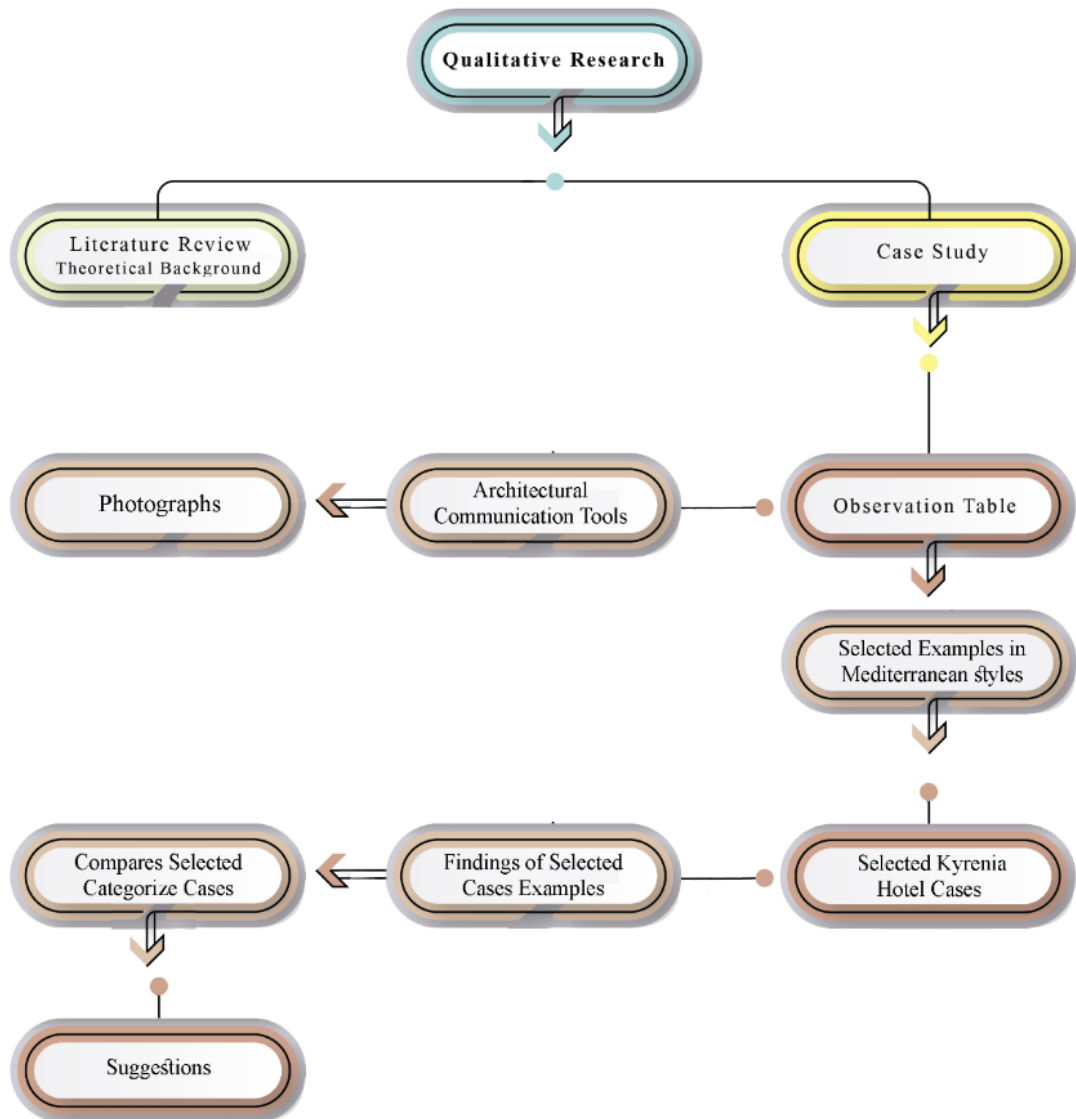 Qualitative Research
Literature Review
Theoretical Background
Case Study
Photographs
Architectural
Communication Tools
Observation Table
Selected Examples in
Mediterranean styles
Compares Selected
Categorize Cases
Findings of Selected
Cases Examples
Selected Kyrenia
Hotel Cases
Suggestions